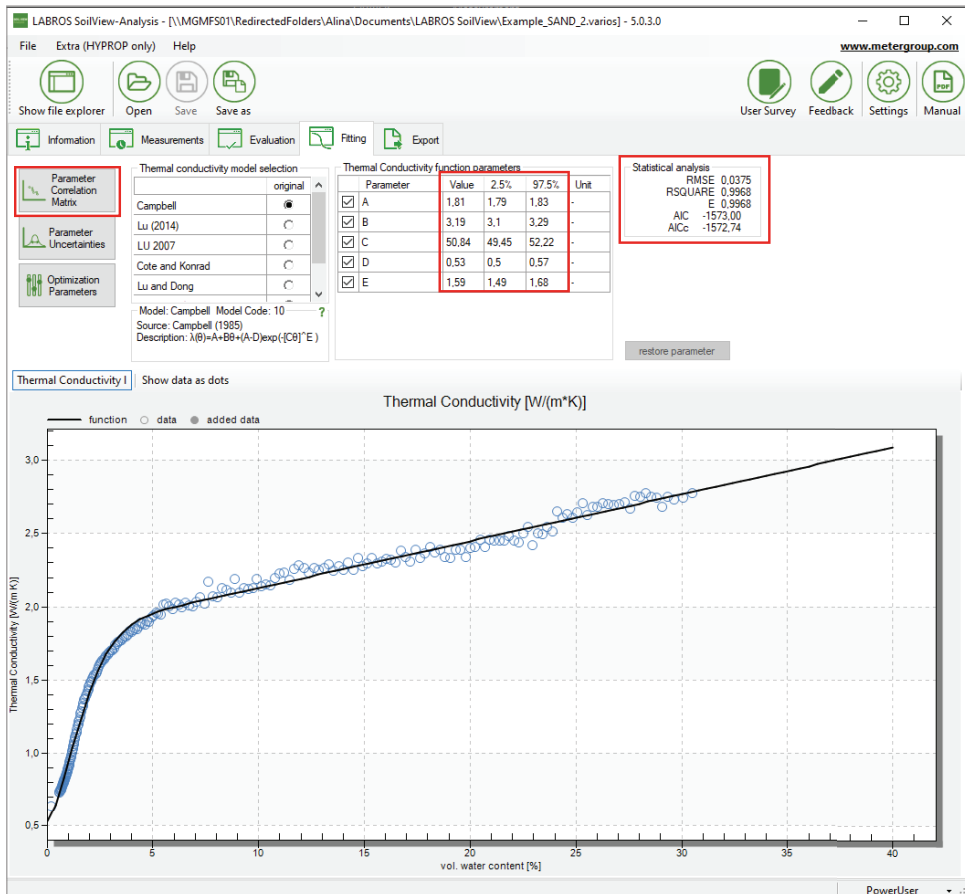 LABROS SoilView-Analysis - [\\MGMFS01\RedirectedFolders\Alina\Documents\LABROS SoilView\Example_SAND_2.varios] - 5.0.3.0
File Extra (HYPROP only) Help www.metergroup.com
Show file explorer Open Save Save as User Survey Feedback Settings Manual
Information Measurements Evaluation Fitting Export
Parameter
Correlation
Matrix
Parameter
Uncertainties
Optimization
Parameters
Thermal conductivity model selection
original
Campbell
Lu (2014)
LU 2007
Cote and Konrad
Lu and Dong
Model: Campbell Model Code: 10 ?
Source: Campbell (1985)
Description: λ(θ)=A+Bθ+(A-D)exp(-[Cθ]^E )
Thermal Conductivity function parameters
Parameter Value 2.5% 97.5% Unit
A 1,81 1,79 1,83 -
B 3,19 3,1 3,29 -
C 50,84 49,45 52,22 -
D 0,53 0,5 0,57 -
E 1,59 1,49 1,68 -
Statistical analysis
RMSE 0,0375
RSQUARE 0,9968
E 0,9968
AIC -1573,00
AICc -1572,74
restore parameter
Thermal Conductivity l Show data as dots
Thermal Conductivity [W/(m*K)]
function data added data
3,0
2,5
2,0
1,5
1,0
0,5
Thermal Conductivity [W/(m*K)]
0 5 10 15 20 25 30 35 40
vol. water content [%]
PowerUser